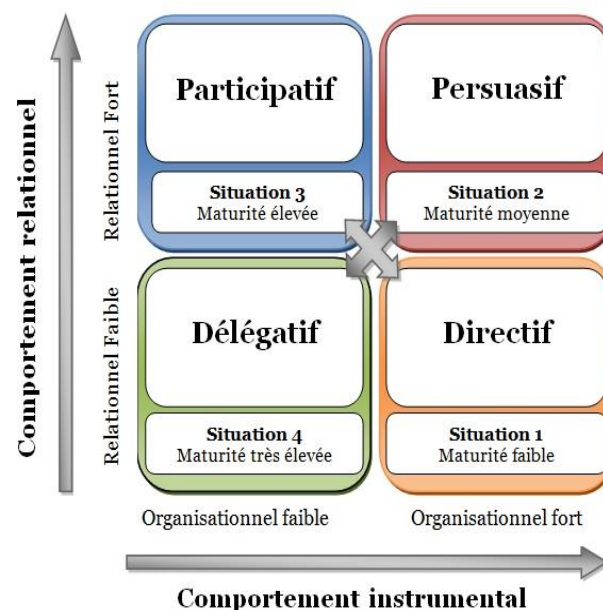 Comportement relationnel
Relationnel Fort
Participatif
Situation 3
Maturité élevée
Persuasif
Situation 2
Maturité moyenne
Relationnel Faible
Délégatif
Situation 4
Maturité très élevée
Directif
Situation 1
Maturité faible
Organisationnel faible
Organisationnel fort
Comportement instrumental